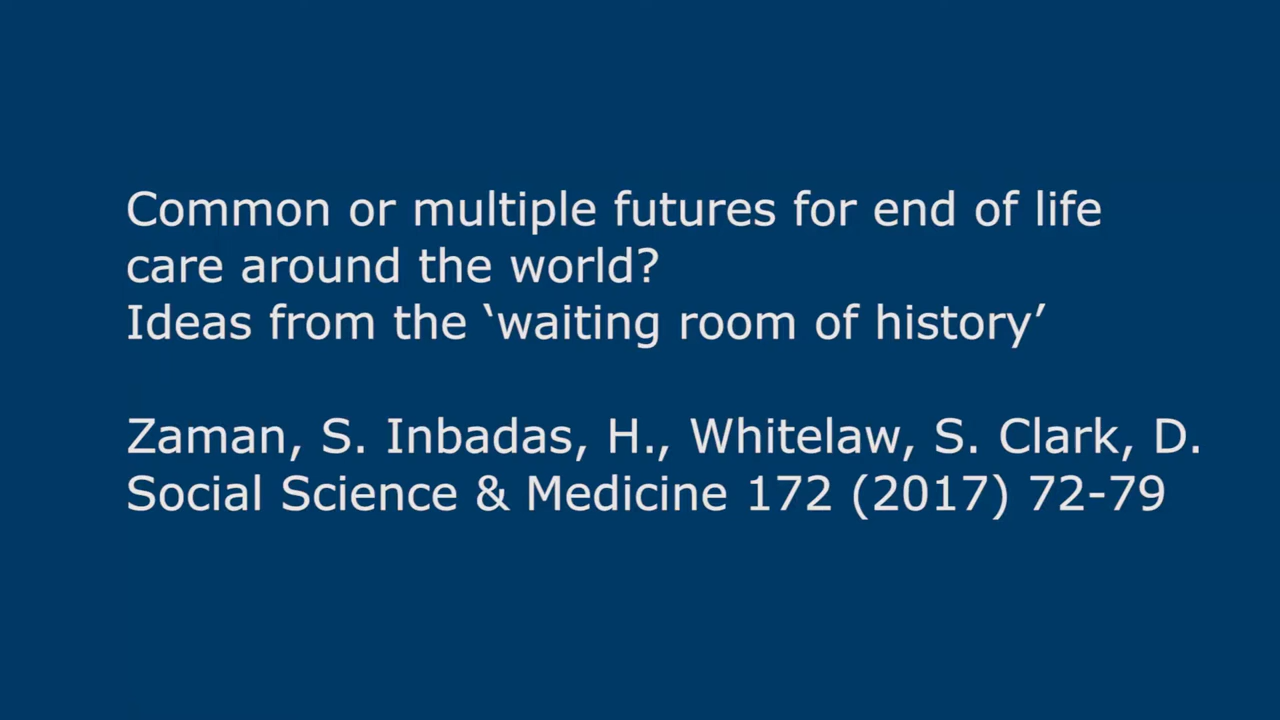 Common or multiple futures for end of life
care around the world?
Ideas from the ‘waiting room of history’
Zaman, S. Inbadas, H., Whitelaw, S. Clark, D.
Social Science & Medicine 172 (2017) 72-79